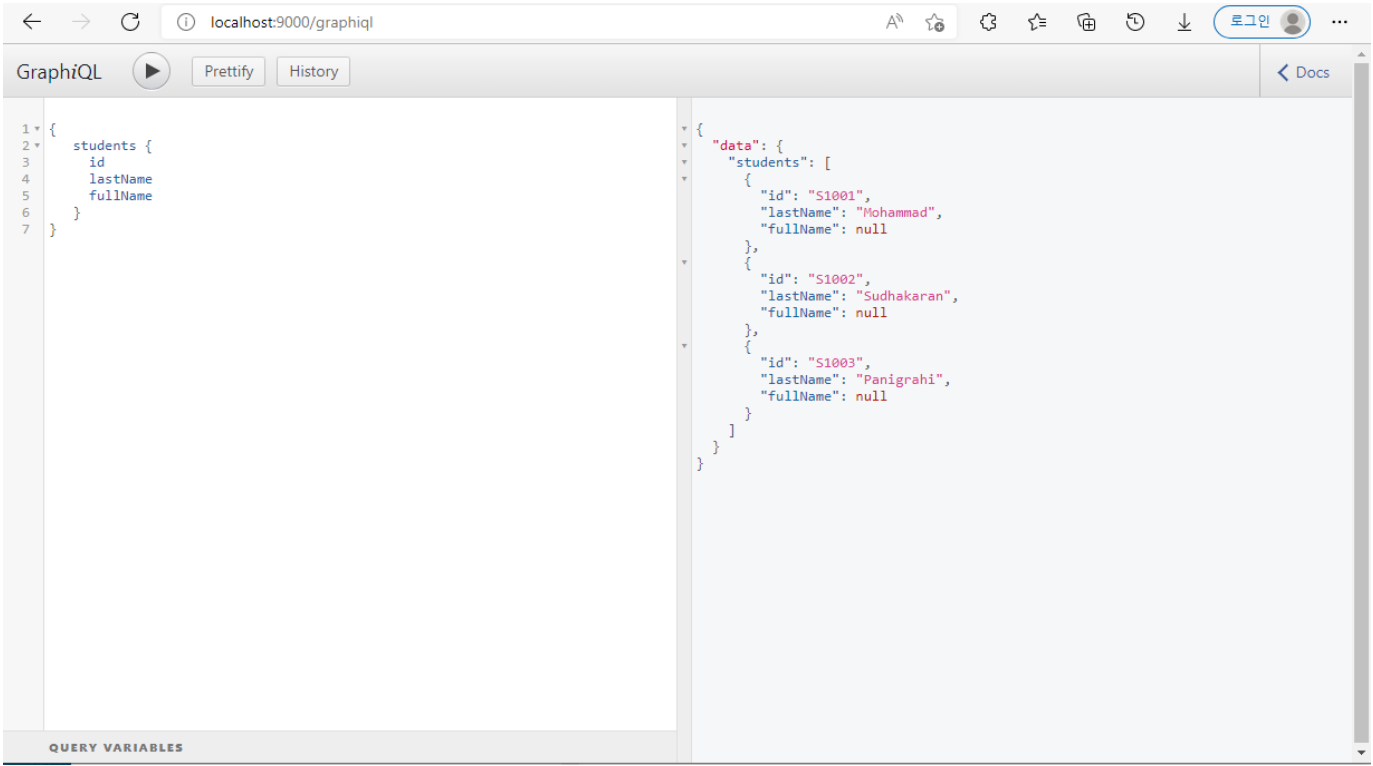 localhost:9000/graphiql
로그인
GraphiQL
Prettify
History
Docs
1 {
2 students {
3 id
4 lastName
5 fullName
6 }
7 }
{
"data": {
"students": [
{
"id": "S1001",
"lastName": "Mohammad",
"fullName": null
},
{
"id": "S1002",
"lastName": "Sudhakaran",
"fullName": null
},
{
"id": "S1003",
"lastName": "Panigrahi",
"fullName": null
}
]
}
}
QUERY VARIABLES